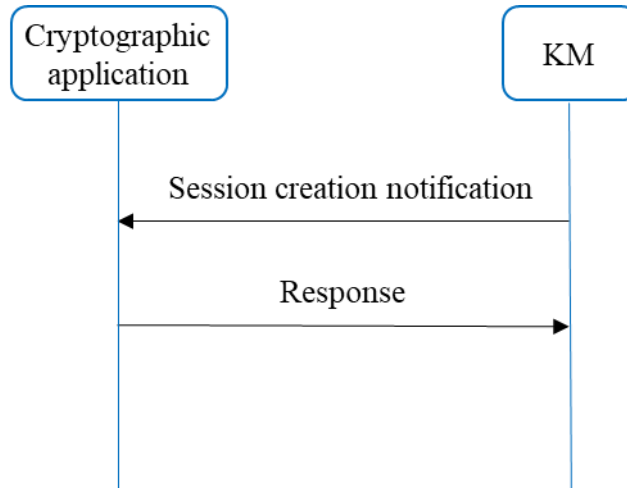 Cryptographic
application
KM
Session creation notification
Response